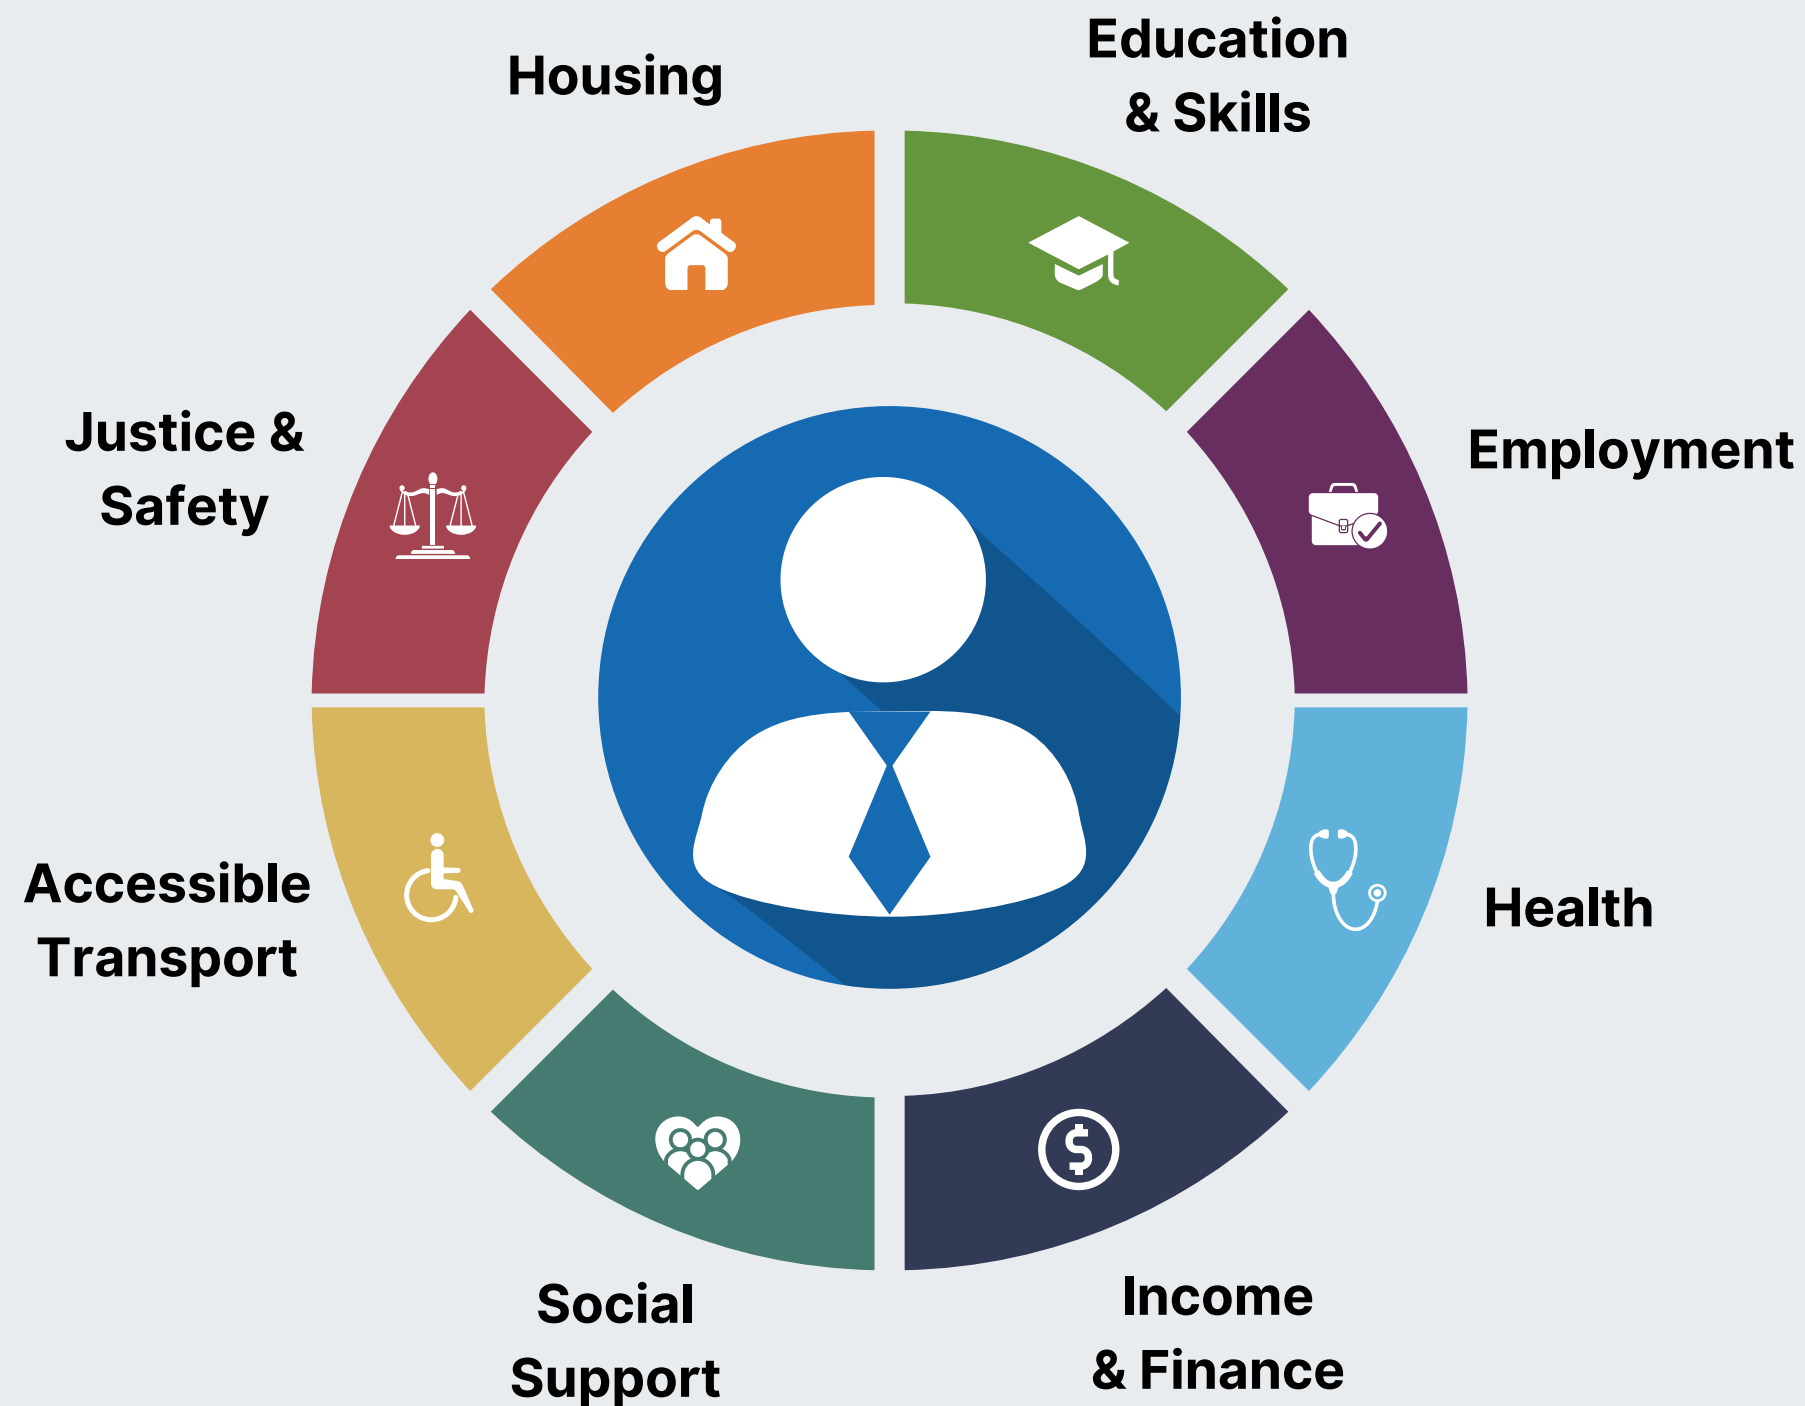 Housing
Education
& Skills
Employment
Health
Income
& Finance
Social
Support
Accessible
Transport
Justice &
Safety
$